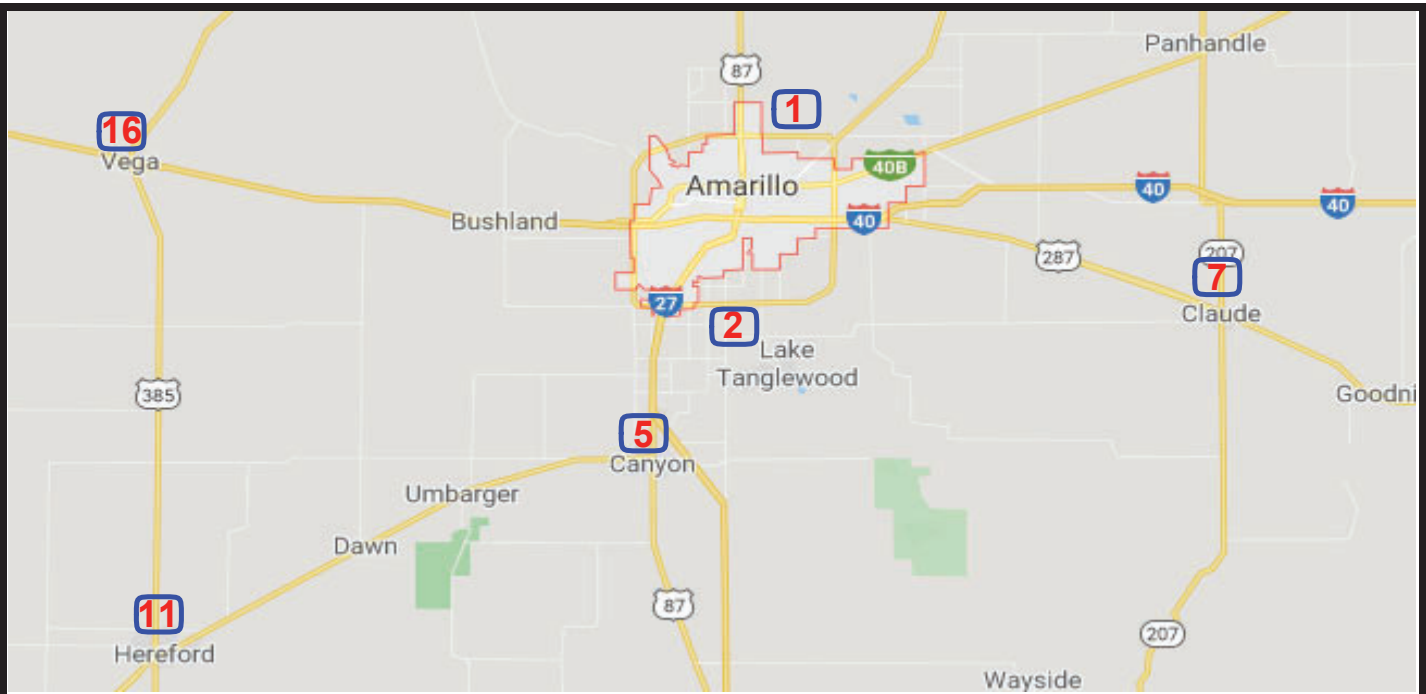 Panhandle
87
1
16
Vega
40B
Amarillo
40
40
Bushland
40
207
287
7
27
Claude
2
Lake
Tanglewood
385
Goodni
5
Canyon
Umbarger
Dawn
87
11
207
Hereford
Wayside